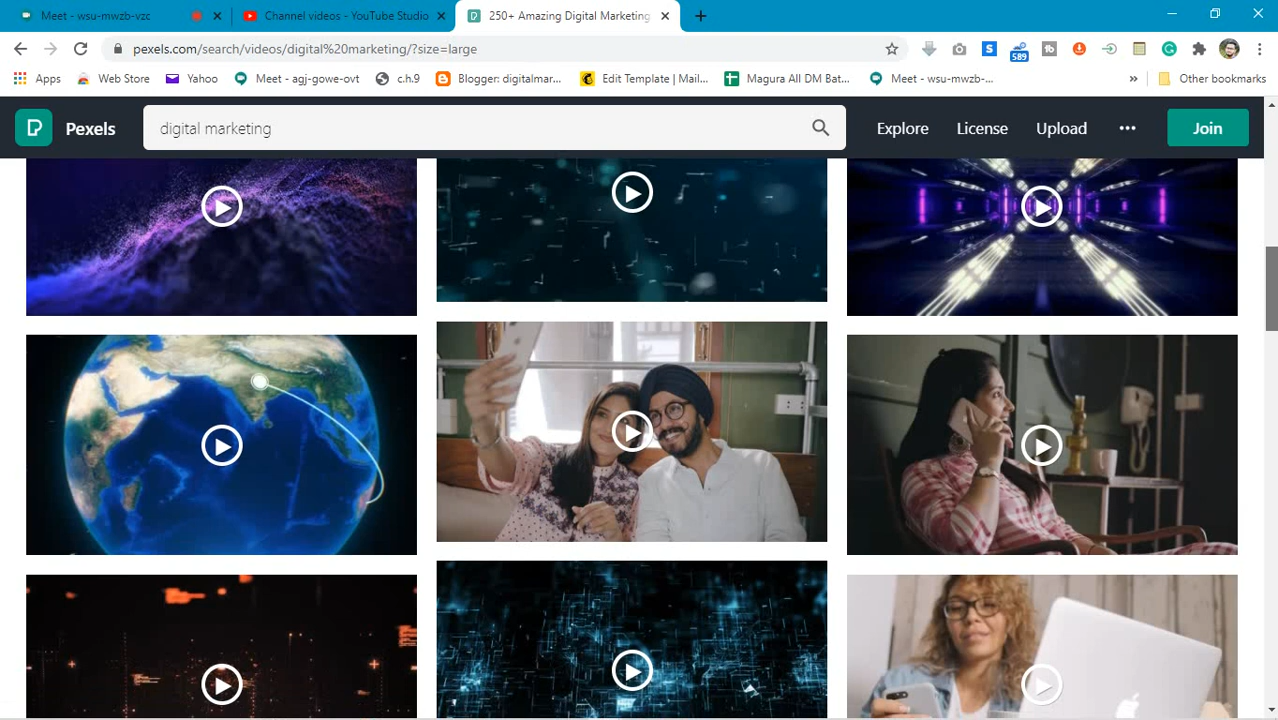 Meet - wsu-mwzb-vzc
Channel videos - YouTube Studio
250+ Amazing Digital Marketing
pexels.com/search/videos/digital%20marketing/?size=large
S
589
Apps
Web Store
Yahoo
Meet - agj-gowe-ovt
c.h.9
Blogger: digitalmar...
Edit Template | Mail...
Magura All DM Bat...
Meet - wsu-mwzb-...
»
Other bookmarks
Pexels
digital marketing
Explore
License
Upload
Join